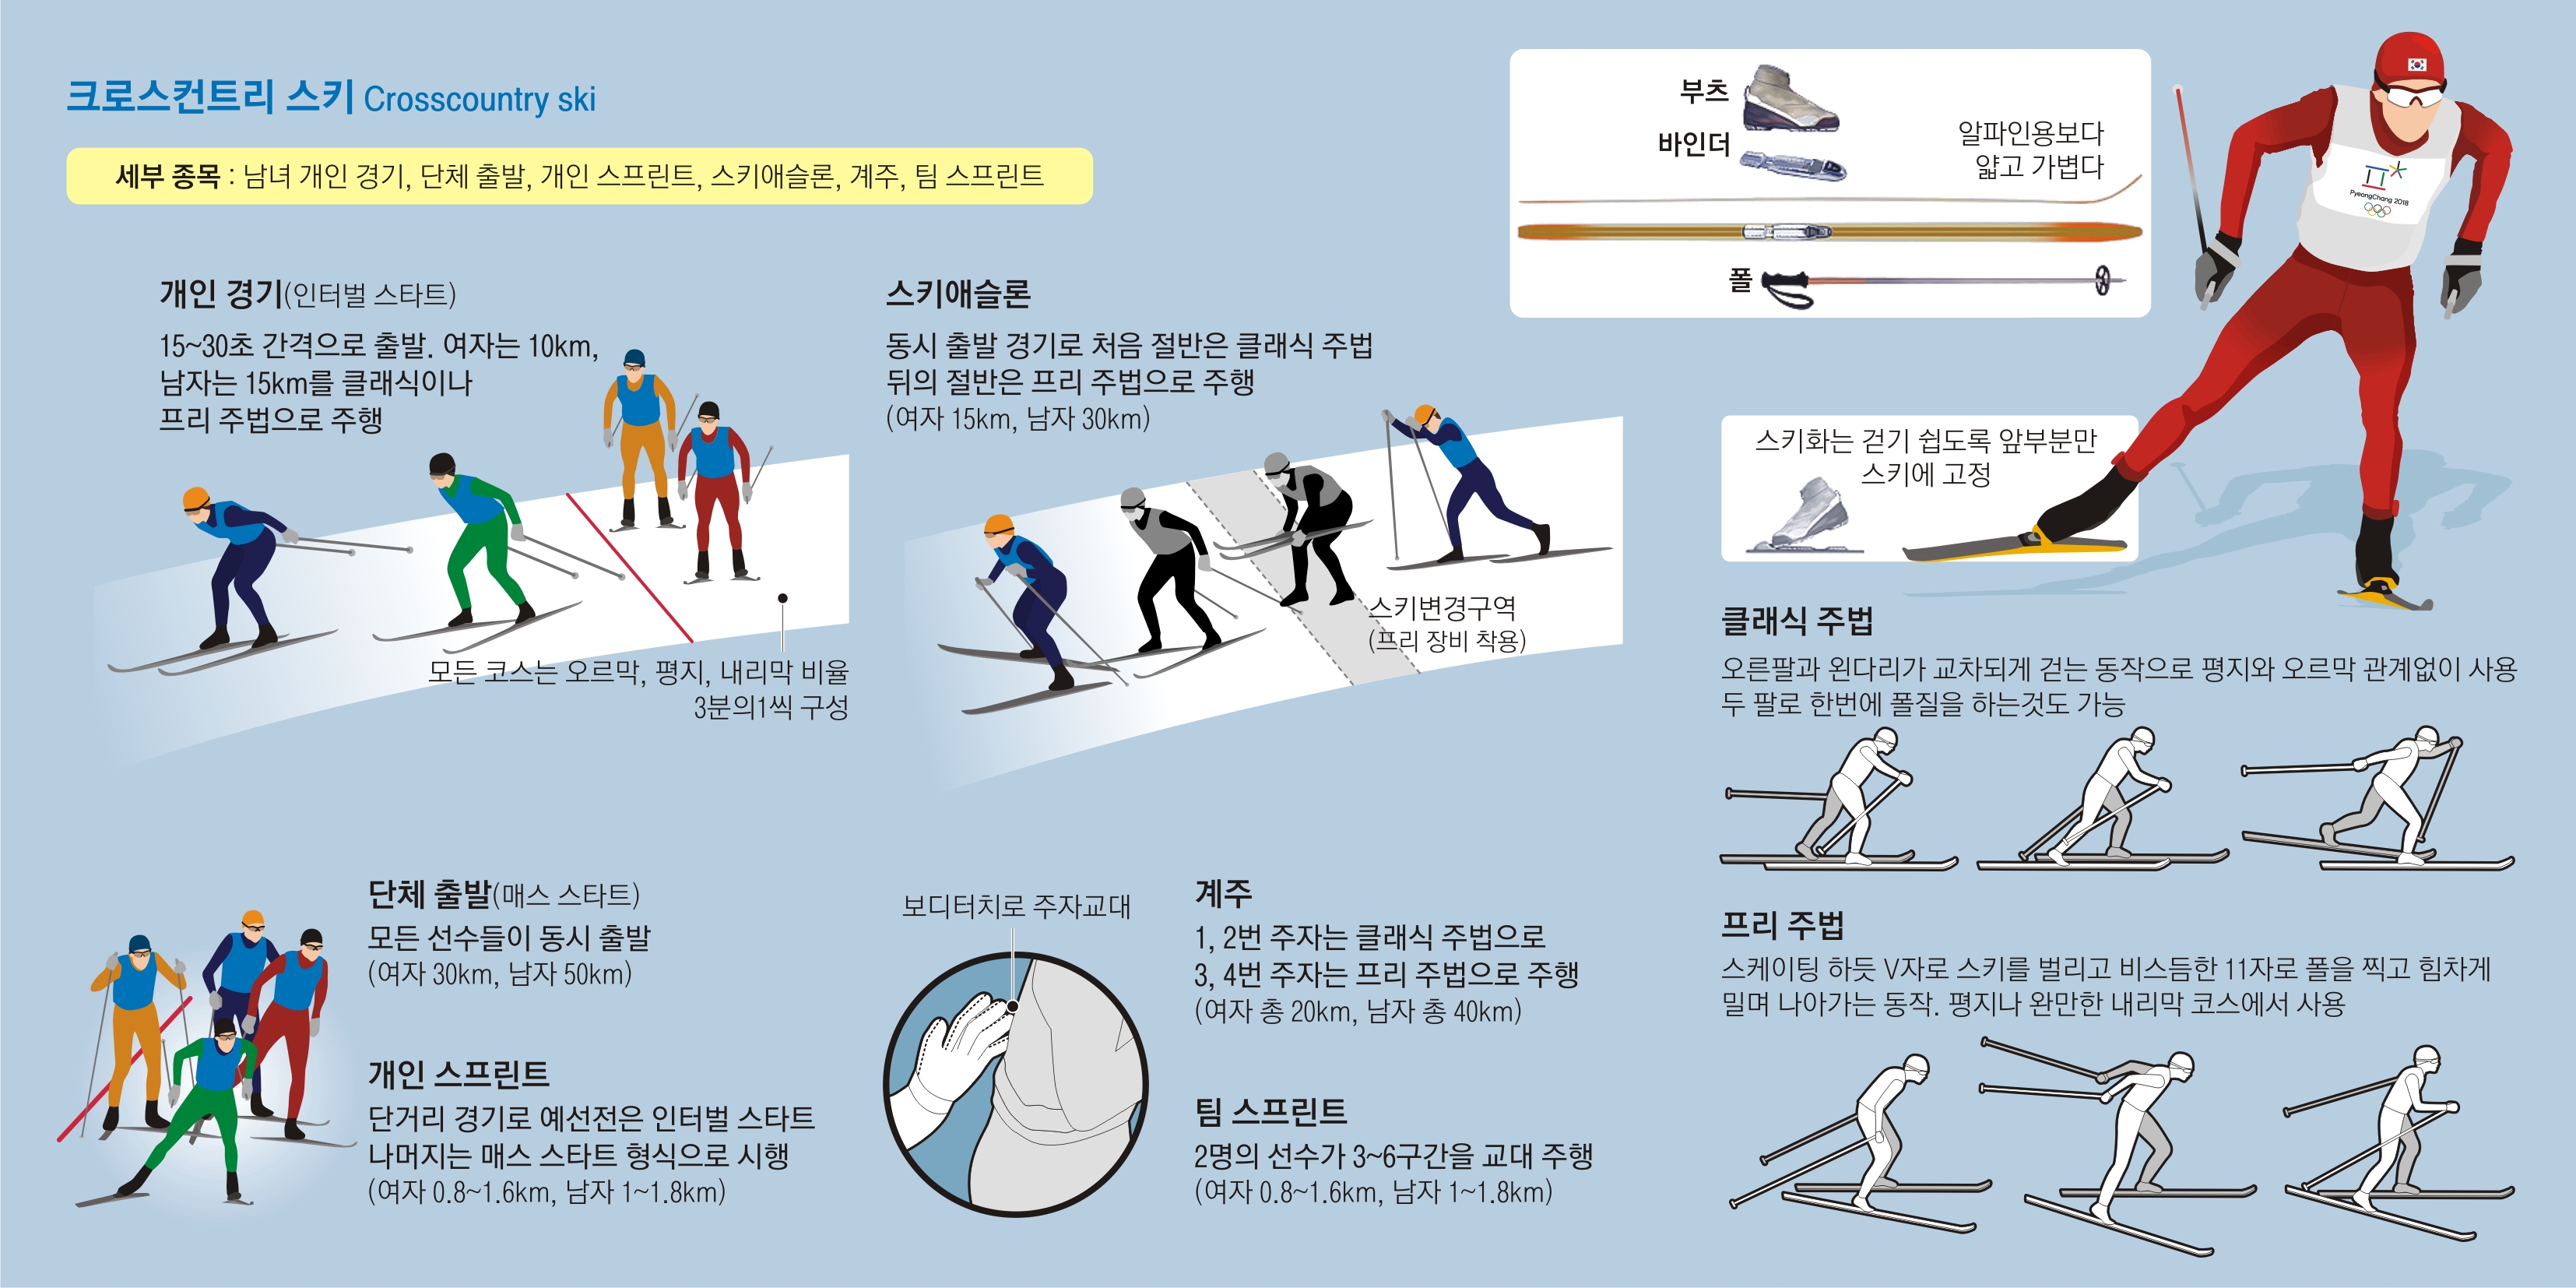 크로스컨트리 스키 Crosscountry ski
세부 종목 : 남녀 개인 경기, 단체 출발, 개인 스프린트, 스키애슬론, 계주, 팀 스프린트
부츠
바인더
알파인용보다
얇고 가볍다
폴
PyeongChang 2018
개인 경기(인터벌 스타트)
15~30초 간격으로 출발. 여자는 10km,
남자는 15km를 클래식이나
프리 주법으로 주행
모든 코스는 오르막, 평지, 내리막 비율
3분의1씩 구성
스키애슬론
동시 출발 경기로 처음 절반은 클래식 주법
뒤의 절반은 프리 주법으로 주행
(여자 15km, 남자 30km)
스키변경구역
(프리 장비 착용)
스키화는 걷기 쉽도록 앞부분만
스키에 고정
클래식 주법
오른팔과 왼다리가 교차되게 걷는 동작으로 평지와 오르막 관계없이 사용
두 팔로 한번에 폴질을 하는것도 가능
단체 출발(매스 스타트)
모든 선수들이 동시 출발
(여자 30km, 남자 50km)
개인 스프린트
단거리 경기로 예선전은 인터벌 스타트
나머지는 매스 스타트 형식으로 시행
(여자 0.8~1.6km, 남자 1~1.8km)
보디터치로 주자교대
계주
1, 2번 주자는 클래식 주법으로
3, 4번 주자는 프리 주법으로 주행
(여자 총 20km, 남자 총 40km)
팀 스프린트
2명의 선수가 3~6구간을 교대 주행
(여자 0.8~1.6km, 남자 1~1.8km)
프리 주법
스케이팅 하듯 V자로 스키를 벌리고 비스듬한 11자로 폴을 찍고 힘차게
밀며 나아가는 동작. 평지나 완만한 내리막 코스에서 사용